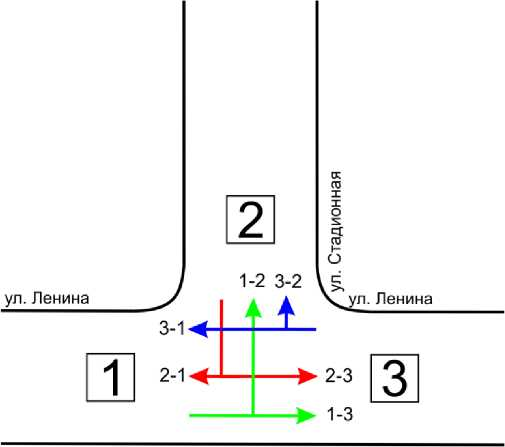 2
ул. Стадионная
1-2 3-2
ул. Ленина
ул. Ленина
3-1
1
2-1
2-3
3
1-3